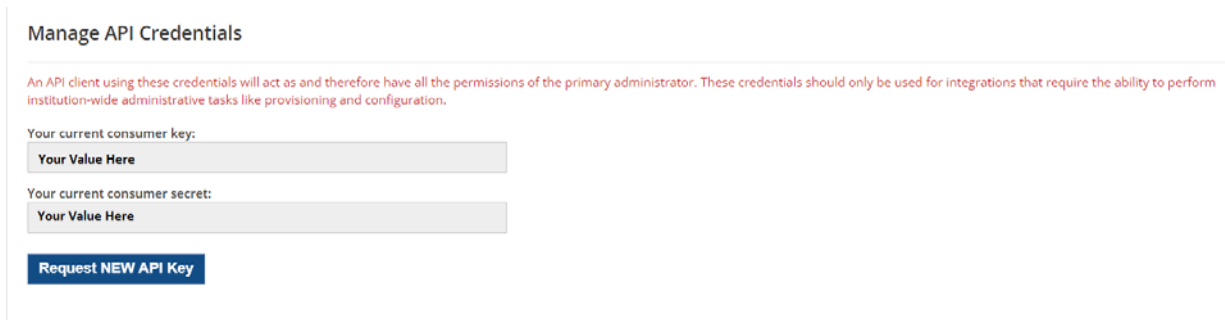 Manage API Credentials
An API client using these credentials will act as and therefore have all the permissions of the primary administrator. These credentials should only be used for integrations that require the ability to perform
institution-wide administrative tasks like provisioning and configuration.
Your current consumer key:
Your Value Here
Your current consumer secret:
Your Value Here
Request NEW API Key